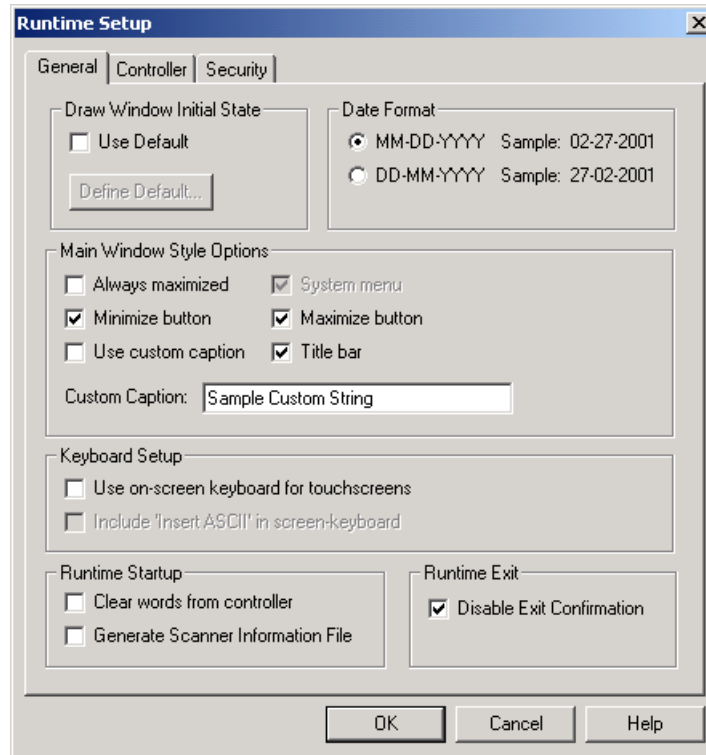 Runtime Setup
General Controller Security
Draw Window Initial State
Use Default
Define Default...
Date Format
MM-DD-YYYY Sample: 02-27-2001
DD-MM-YYYY Sample: 27-02-2001
Main Window Style Options
Always maximized System menu
Minimize button Maximize button
Use custom caption Title bar
Custom Caption: Sample Custom String
Keyboard Setup
Use on-screen keyboard for touchscreens
Include 'Insert ASCII' in screen-keyboard
Runtime Startup
Clear words from controller
Generate Scanner Information File
Runtime Exit
Disable Exit Confirmation
OK Cancel Help